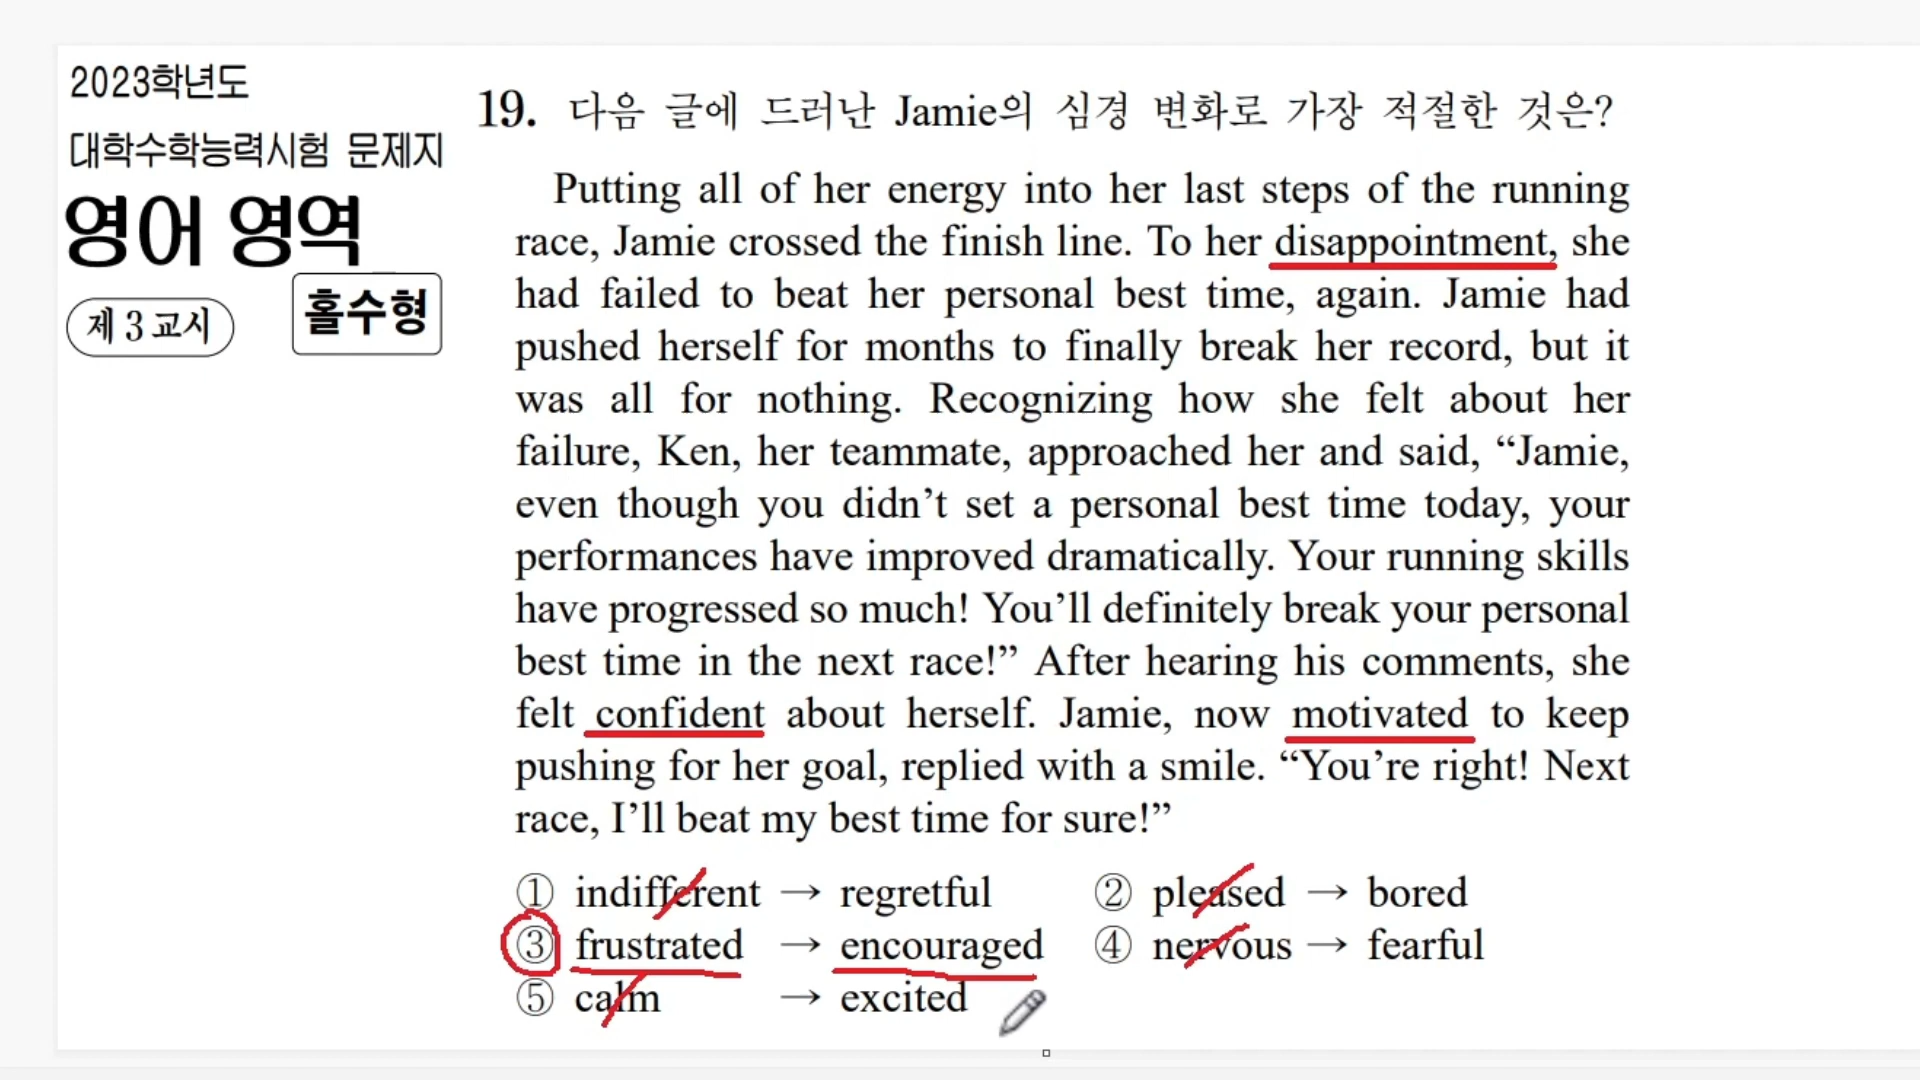 2023학년도
대학수학능력시험 문제지
영어 영역
제 3 교시
홀수형
19. 다음 글에 드러난 Jamie의 심경 변화로 가장 적절한 것은?
Putting all of her energy into her last steps of the running
race, Jamie crossed the finish line. To her disappointment, she
had failed to beat her personal best time, again. Jamie had
pushed herself for months to finally break her record, but it
was all for nothing. Recognizing how she felt about her
failure, Ken, her teammate, approached her and said, “Jamie,
even though you didn’t set a personal best time today, your
performances have improved dramatically. Your running skills
have progressed so much! You’ll definitely break your personal
best time in the next race!” After hearing his comments, she
felt confident about herself. Jamie, now motivated to keep
pushing for her goal, replied with a smile. “You’re right! Next
race, I’ll beat my best time for sure!”
① indifferent → regretful ② pleased → bored
③ frustrated → encouraged ④ nervous → fearful
⑤ calm → excited